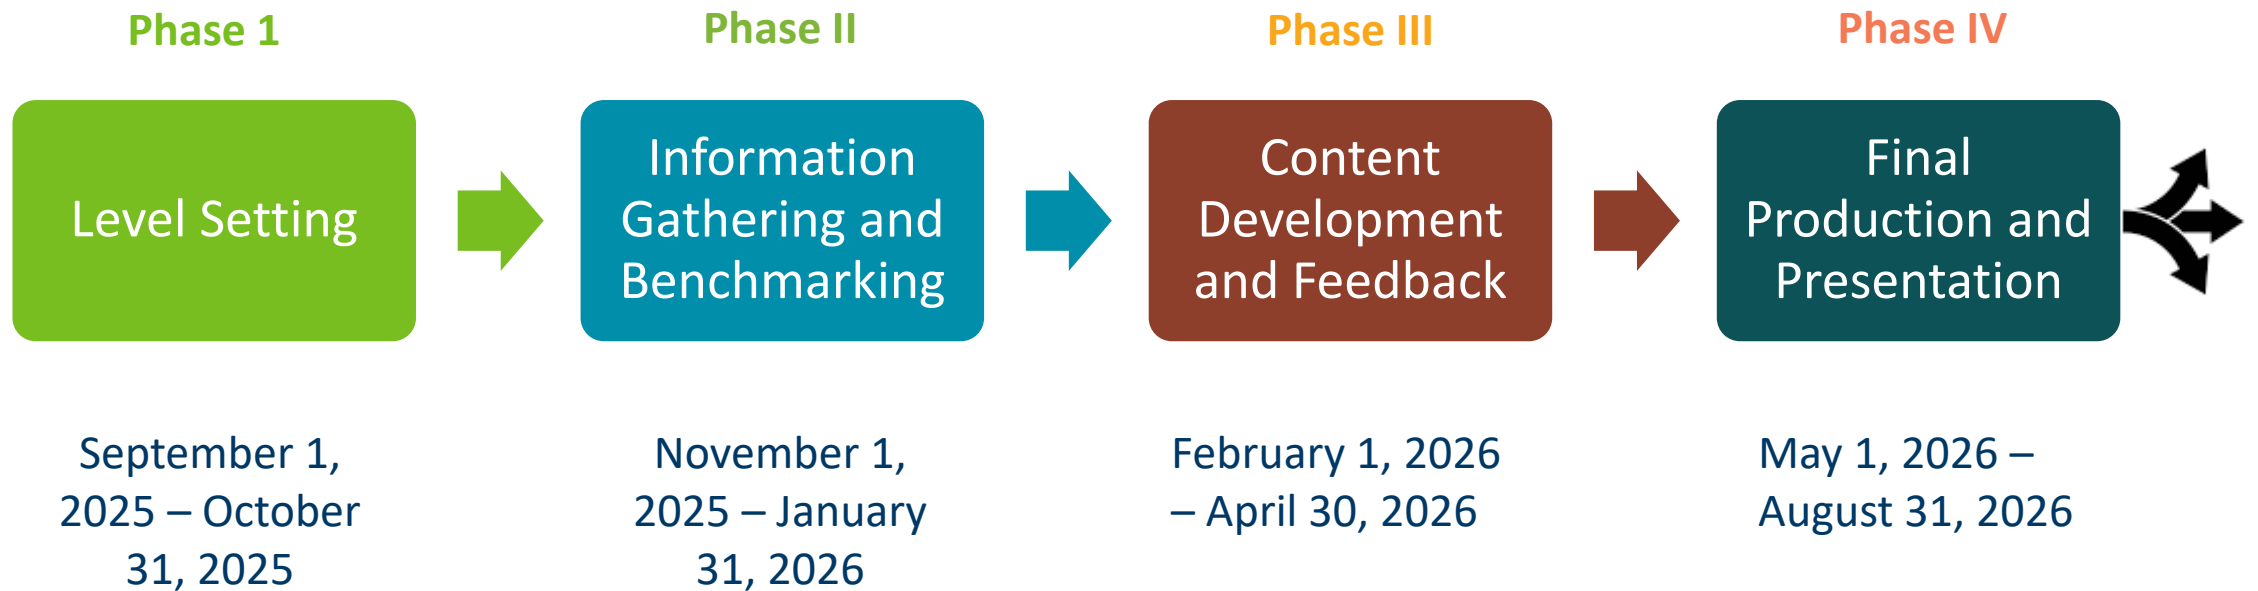 Phase 1
Phase II
Phase III
Phase IV
Level Setting
Information
Gathering and
Benchmarking
Content
Development
and Feedback
Final
Production and
Presentation
September 1,
2025 – October
31, 2025
November 1,
2025 – January
31, 2026
February 1, 2026
– April 30, 2026
May 1, 2026 –
August 31, 2026